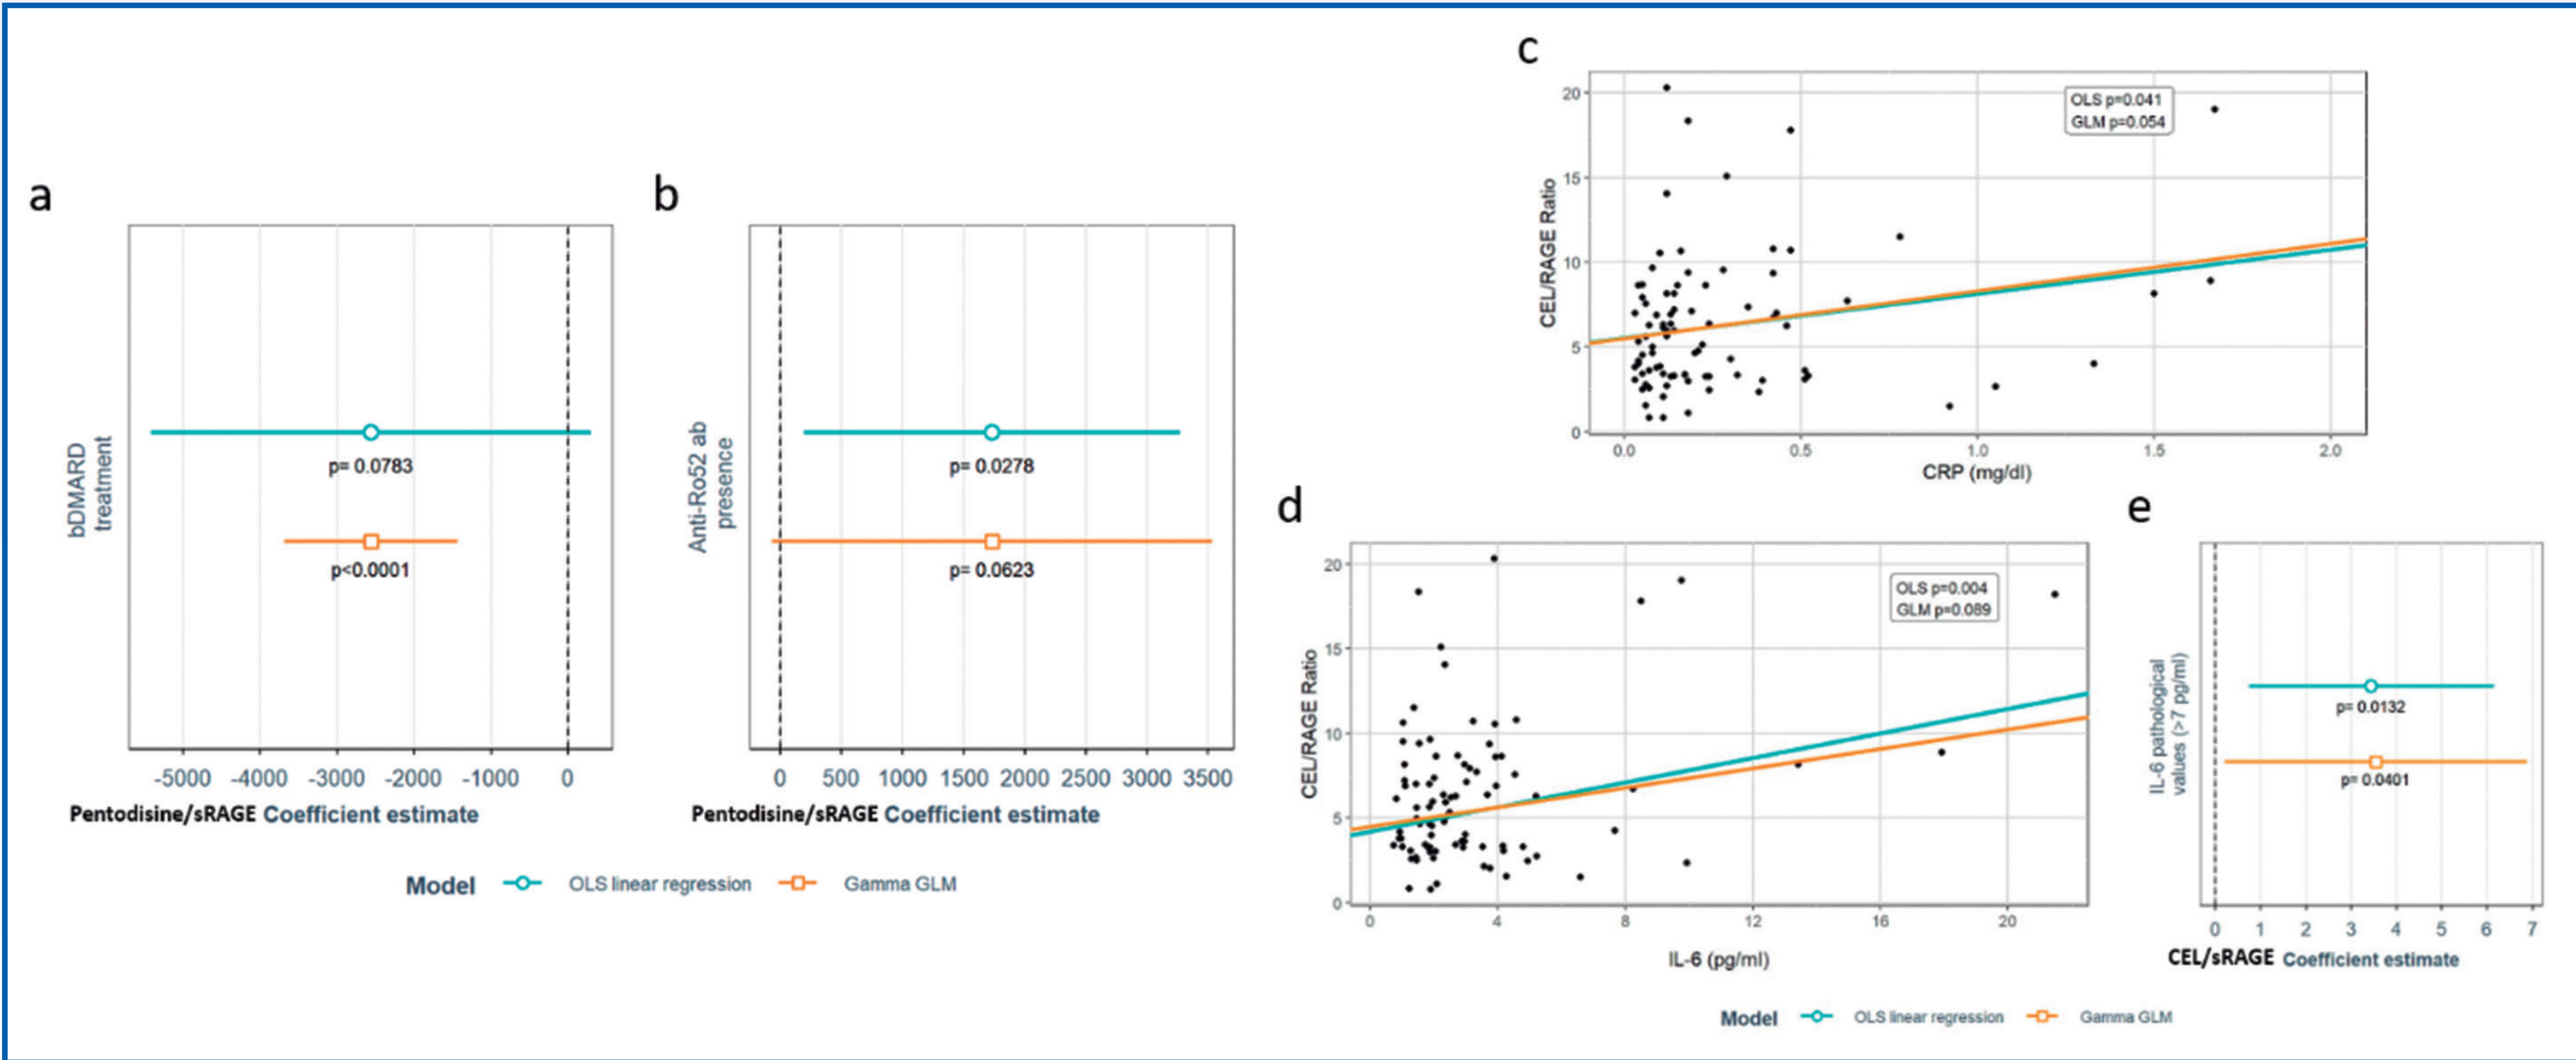 a
bDMARD
treatment
p= 0.0783
p<0.0001
-5000 -4000 -3000 -2000 -1000 0
Pentodisine/sRAGE Coefficient estimate
b
Anti-Ro52 ab
presence
p= 0.0278
p= 0.0623
0 500 1000 1500 2000 2500 3000 3500
Pentodisine/sRAGE Coefficient estimate
Model OLS linear regression Gamma GLM
c
CEL/RAGE Ratio
20
15
10
5
0
OLS p=0.041
GLM p=0.054
0.0 0.5 1.0 1.5 2.0
CRP (mg/dl)
d
CEL/RAGE Ratio
20
15
10
5
0
OLS p=0.004
GLM p=0.089
0 4 8 12 16 20
IL-6 (pg/ml)
e
IL-6 pathological
values (>7 pg/ml)
p= 0.0132
p= 0.0401
0 1 2 3 4 5 6 7
CEL/sRAGE Coefficient estimate
Model OLS linear regression Gamma GLM